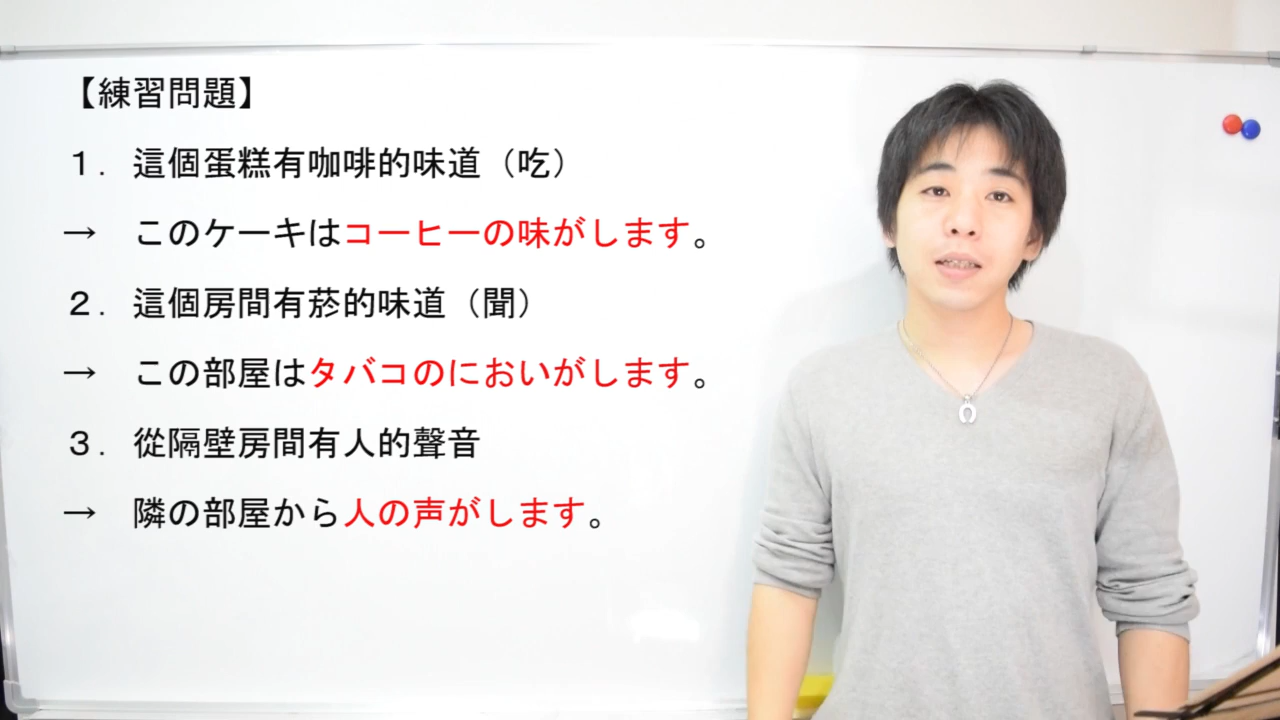 【練習問題】
１．這個蛋糕有咖啡的味道（吃）
→　このケーキはコーヒーの味がします。
２．這個房間有菸的味道（聞）
→　この部屋はタバコのにおいがします。
３．從隔壁房間有人的聲音
→　隣の部屋から人の声がします。